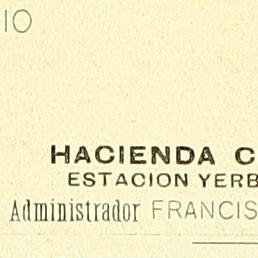 IO
HACIENDA C
ESTACION YERB
Administrador FRANCIS